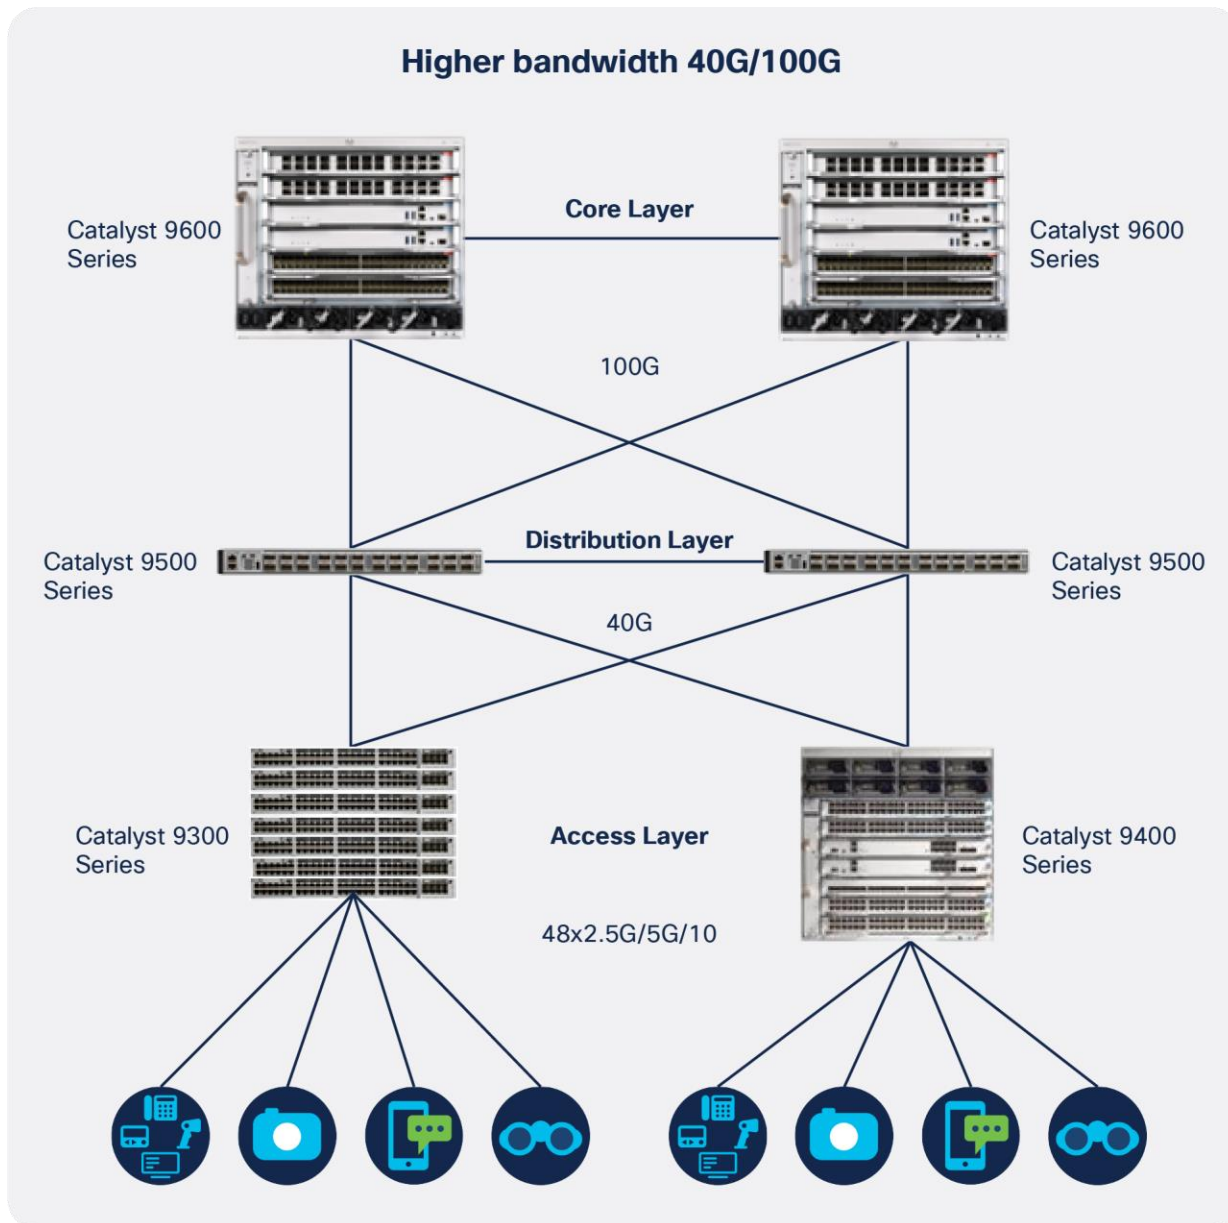 Higher bandwidth 40G/100G
Core Layer
Catalyst 9600
Series
Catalyst 9600
Series
100G
Distribution Layer
Catalyst 9500
Series
Catalyst 9500
Series
40G
Catalyst 9300
Series
Access Layer
Catalyst 9400
Series
48x2.5G/5G/10